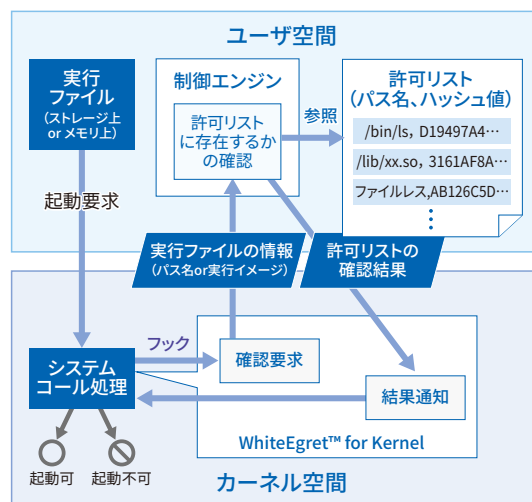 ユーザ空間
実行
ファイル
（ストレージ上
or メモリ上）
制御エンジン
許可リスト
に存在するか
の確認
参照
許可リスト
（パス名、ハッシュ値）
/bin/ls, D19497A4…
/lib/xx.so, 3161AF8A…
ファイルレス,AB126C5D…
⋮
起動要求
実行ファイルの情報
（パス名or実行イメージ）
許可リストの
確認結果
フック
システム
コール処理
確認要求
結果通知
起動可
起動不可
WhiteEgret™ for Kernel
カーネル空間